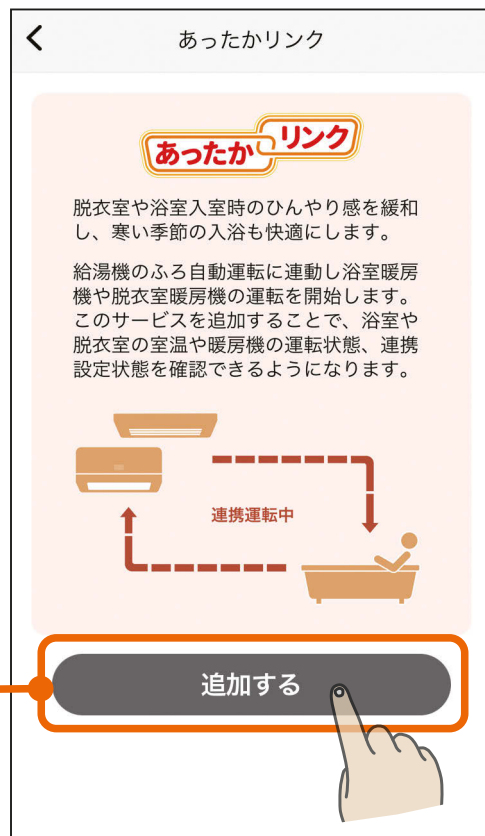 あったかリンク
あったか リンク
脱衣室や浴室入室時のひんやり感を緩和
し、寒い季節の入浴も快適にします。
給湯機のふろ自動運転に連動し浴室暖房
機や脱衣室暖房機の運転を開始します。
このサービスを追加することで、浴室や
脱衣室の室温や暖房機の運転状態、連携
設定状態を確認できるようになります。
連携運転中
追加する